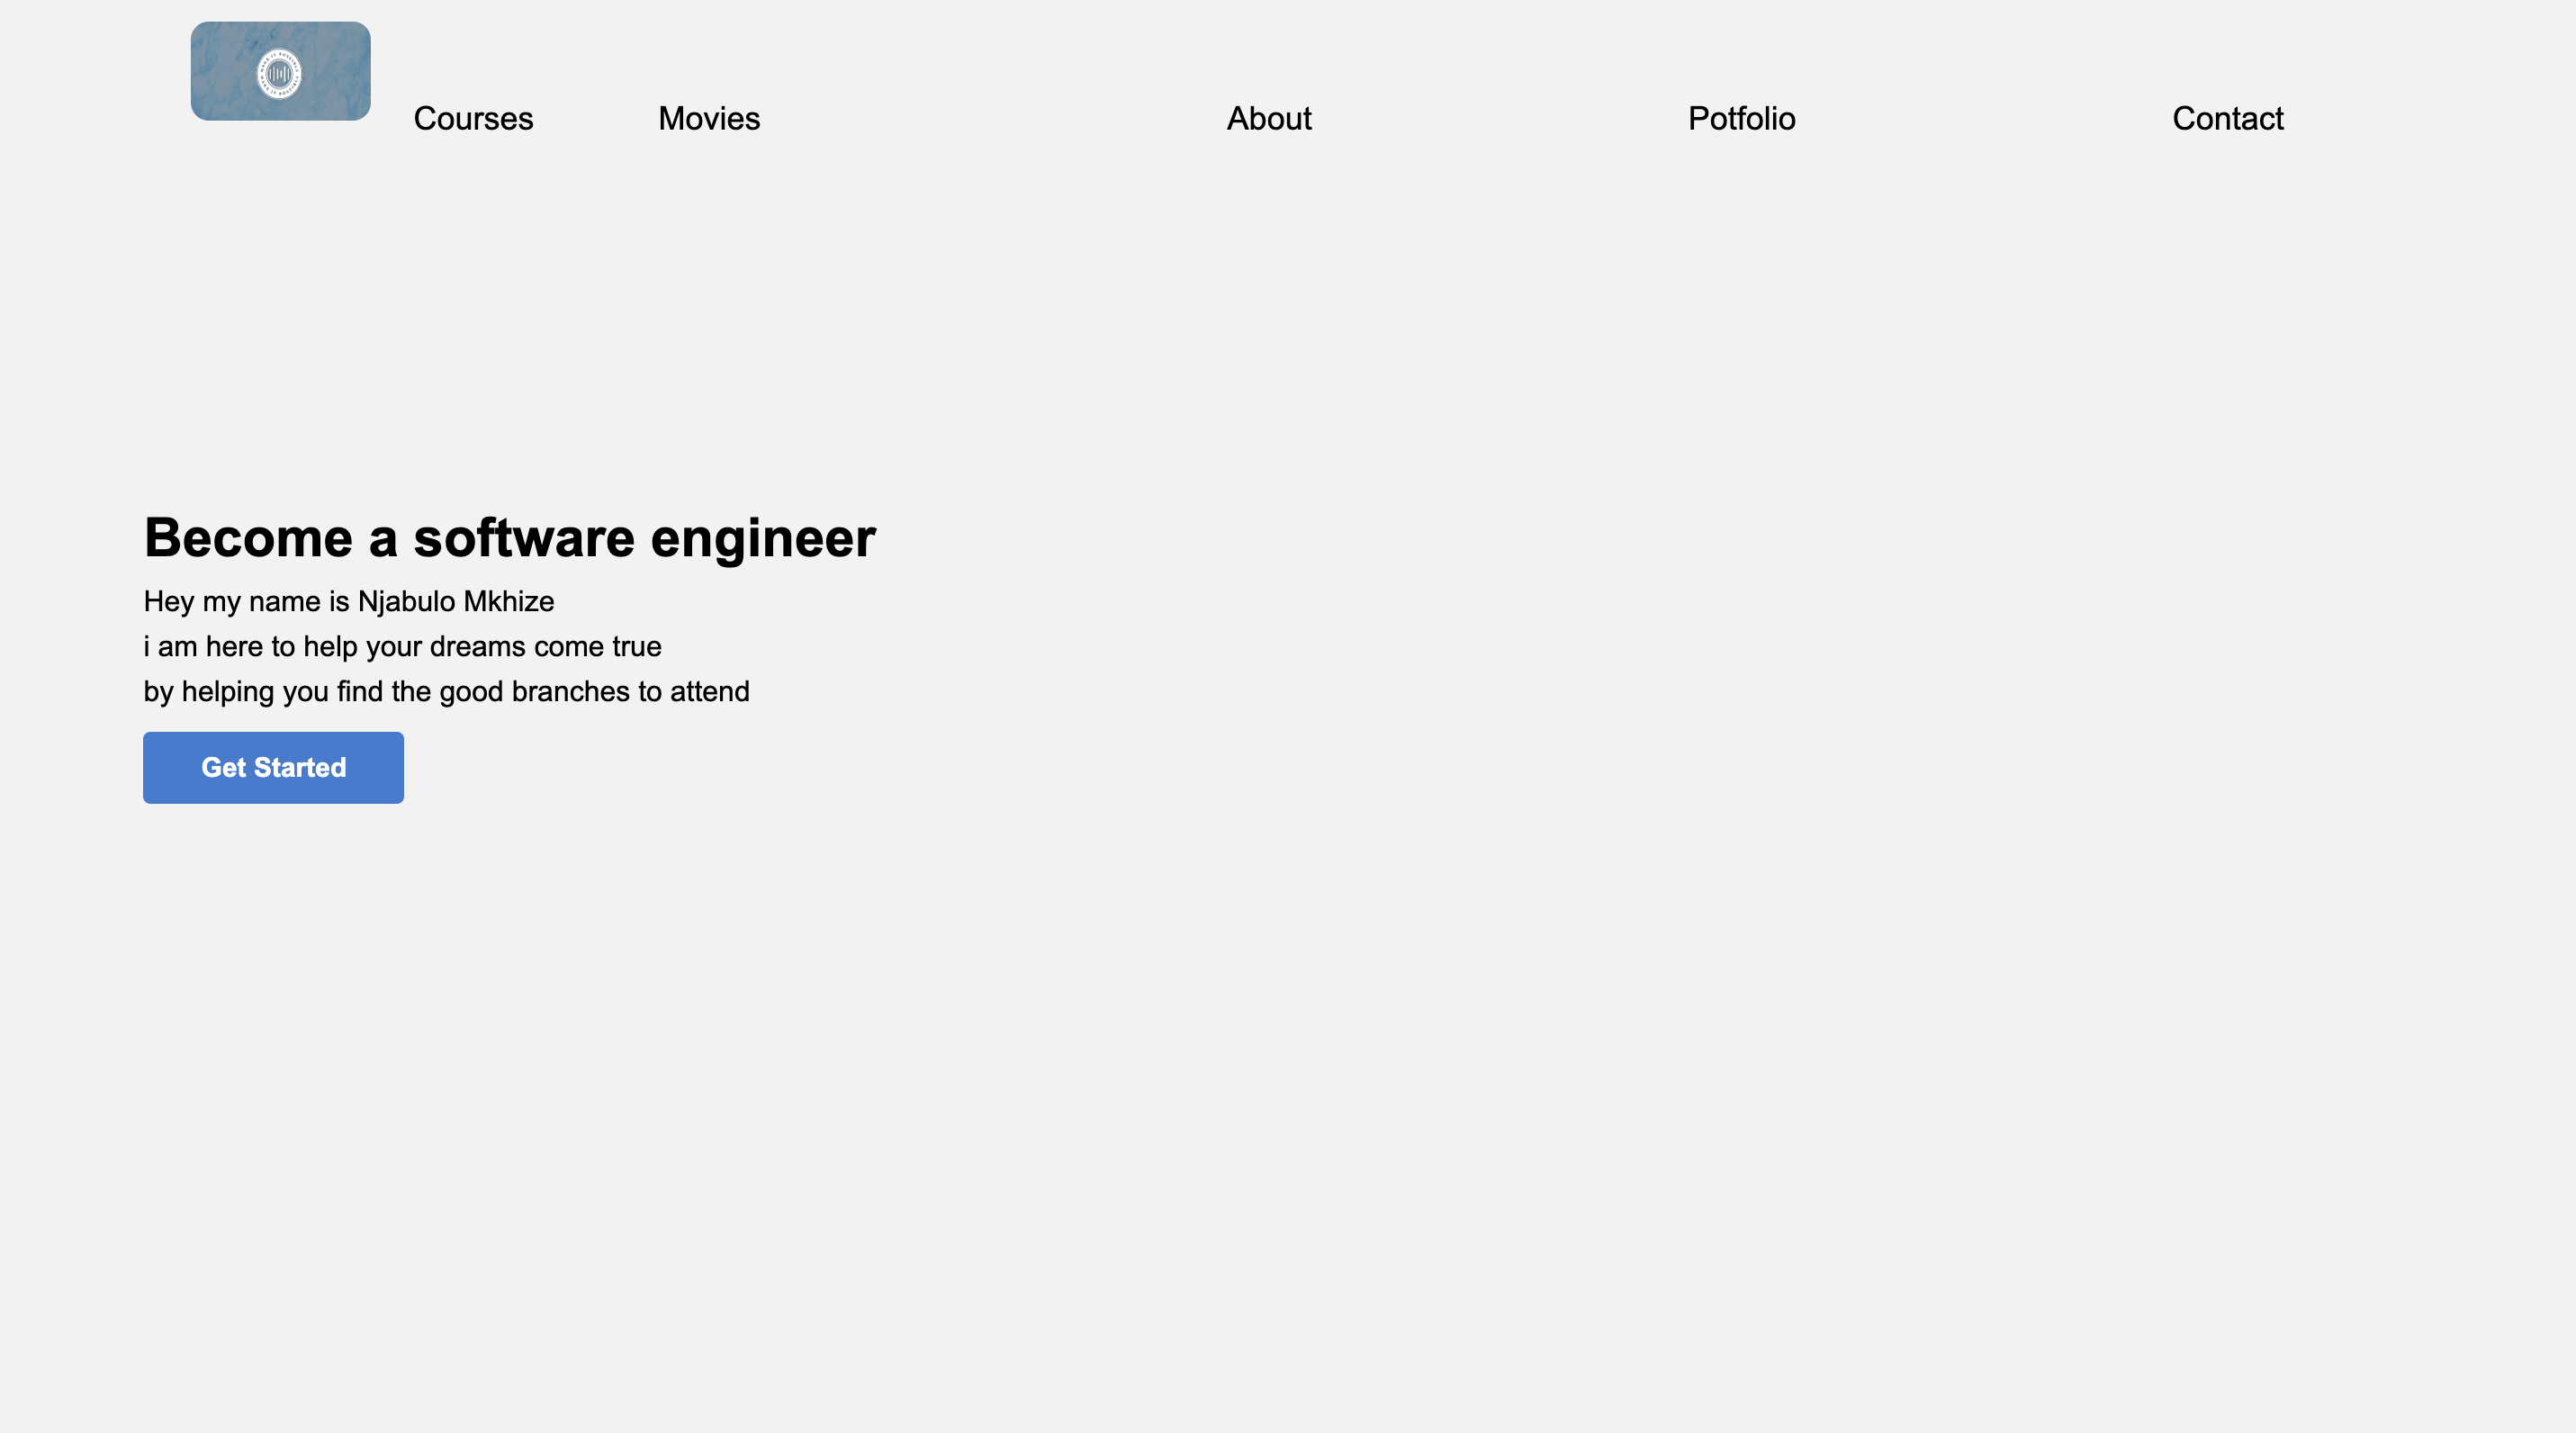 Courses Movies About Potfolio Contact
Become a software engineer
Hey my name is Njabulo Mkhize
i am here to help your dreams come true
by helping you find the good branches to attend
Get Started